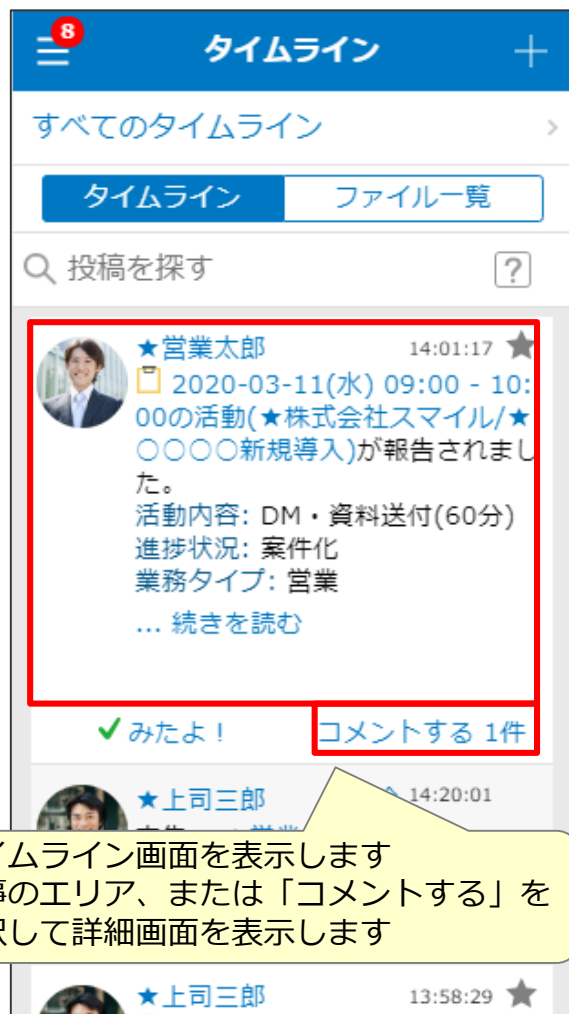 8
タイムライン
すべてのタイムライン
タイムライン
ファイル一覧
投稿を探す
?
★営業太郎 14:01:17
2020-03-11(水) 09:00 - 10:
00の活動(★株式会社スマイル/★
○○○○新規導入)が報告されまし
た。
活動内容: DM・資料送付(60分)
進捗状況: 案件化
業務タイプ: 営業
... 続きを読む
みたよ！
コメントする 1件
★上司三郎 14:20:01
イムライン画面を表示します
のエリア、または「コメントする」を
して詳細画面を表示します
★上司三郎 13:58:29